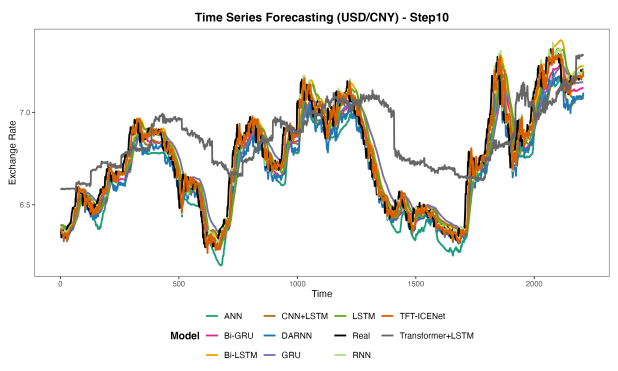 Time Series Forecasting (USD/CNY) - Step10
Exchange Rate
7.0
6.5
0 500 1000 1500 2000
Time
Model
ANN CNN+LSTM LSTM TFT-ICENet
Bi-GRU DARNN Real Transformer+LSTM
Bi-LSTM GRU RNN